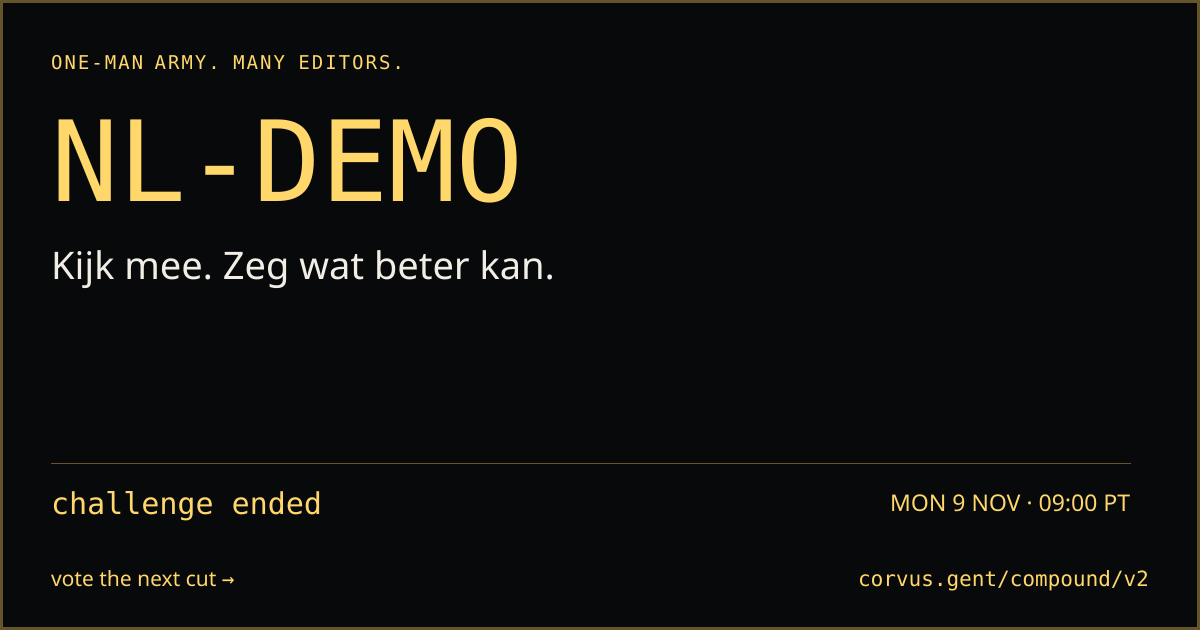 ONE-MAN ARMY. MANY EDITORS.
NL-DEMO
Kijk mee. Zeg wat beter kan.
challenge ended
MON 9 NOV · 09:00 PT
vote the next cut →
corvus.gent/compound/v2